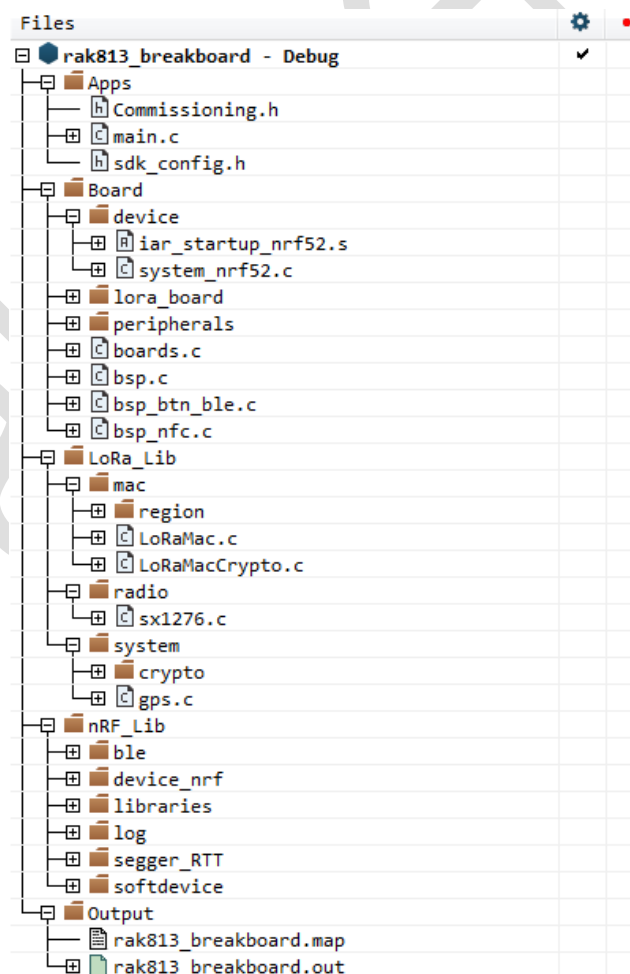 Files
rak813_breakboard - Debug
Apps
Commissioning.h
main.c
sdk_config.h
Board
device
iar_startup_nrf52.s
system_nrf52.c
lora_board
peripherals
boards.c
bsp.c
bsp_btn_ble.c
bsp_nfc.c
LoRa_Lib
mac
region
LoRaMac.c
LoRaMacCrypto.c
radio
sx1276.c
system
crypto
gps.c
nRF_Lib
ble
device_nrf
libraries
log
segger_RTT
softdevice
Output
rak813_breakboard.map
rak813_breakboard.out